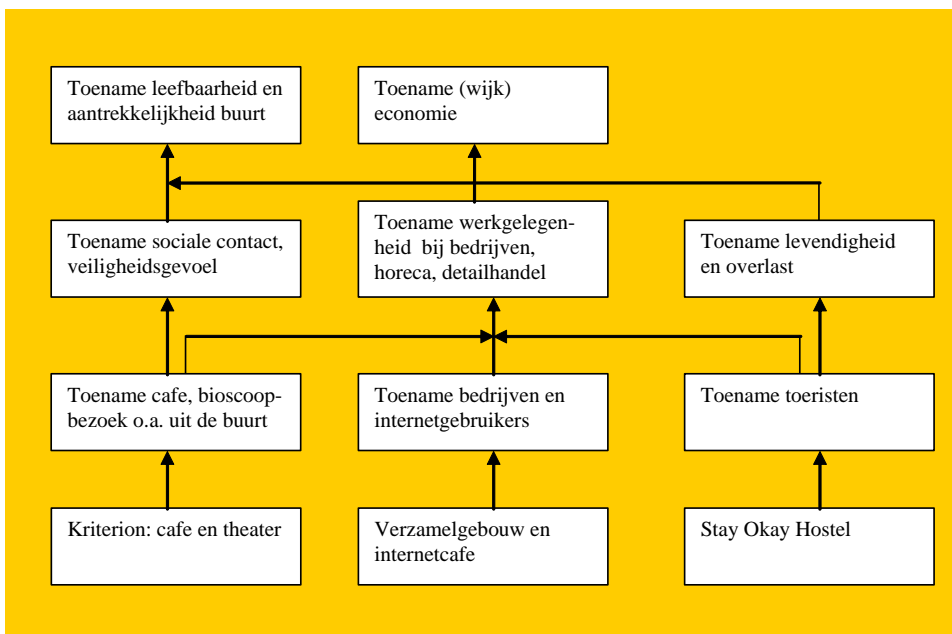 Toename leefbaarheid en
aantrekkelijkheid buurt
Toename (wijk)
economie
Toename sociale contact,
veiligheidsgevoel
Toename werkgelegen-
heid bij bedrijven,
horeca, detailhandel
Toename levendigheid
en overlast
Toename cafe, bioscoop-
bezoek o.a. uit de buurt
Toename bedrijven en
internetgebruikers
Toename toeristen
Kriterion: cafe en theater
Verzamelgebouw en
internetcafe
Stay Okay Hostel